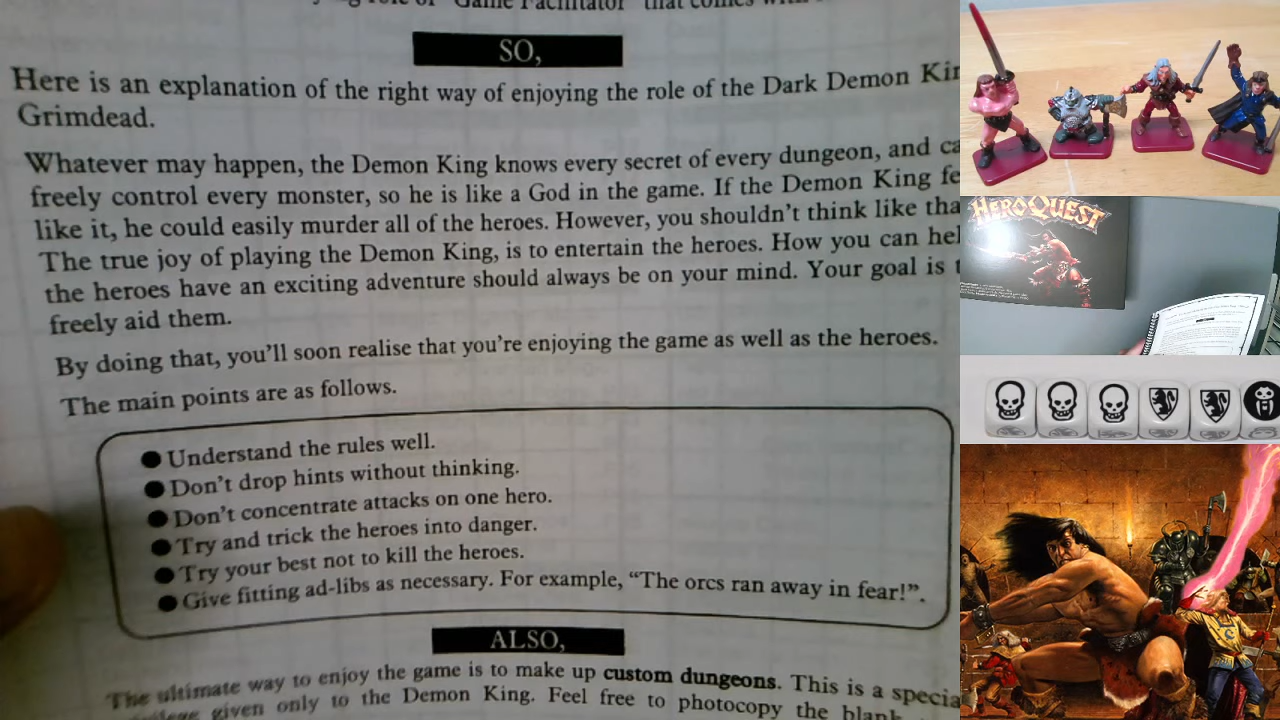 role of "Game Facilitator" that comes
SO,
Here is an explanation of the right way of enjoying the role of the Dark Demon
Grimdead.
Whatever may happen, the Demon King knows every secret of every dungeon, and
freely control every monster, so he is like a God in the game. If the Demon King
like it, he could easily murder all of the heroes. However, you shouldn't think like
The true joy of playing the Demon King, is to entertain the heroes. How you can
the heroes have an exciting adventure should always be on your mind. Your goal is
freely aid them.
By doing that, you'll soon realise that you're enjoying the game as well as the heroes.
The main points are as follows.
● Understand the rules well.
● Don't drop hints without thinking.
● Don't concentrate attacks on one hero.
● Try and trick the heroes into danger.
● Try your best not to kill the heroes.
● Give fitting ad-libs as necessary. For example, "The orcs ran away in fear!".
ALSO,
The ultimate way to enjoy the game is to make up custom dungeons. This is a
given only to the Demon King. Feel free to photocopy the blank
HEROQUEST